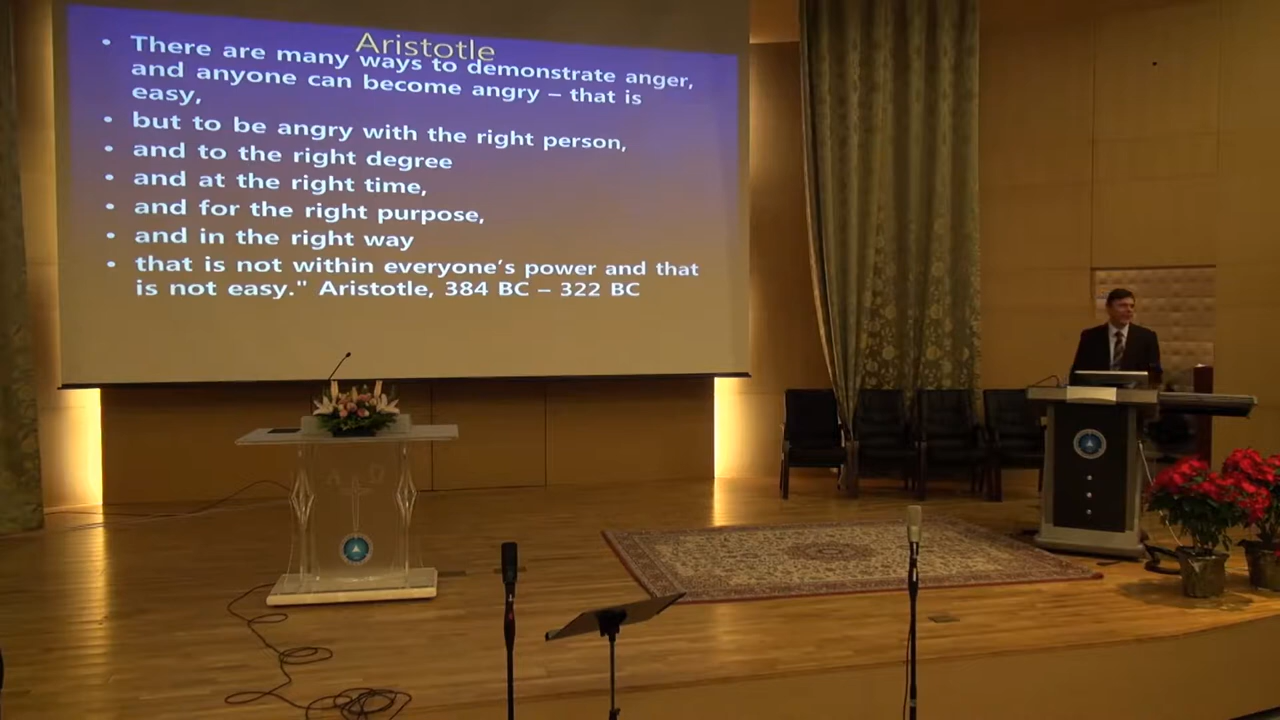 Aristotle
• There are many ways to demonstrate anger,
and anyone can become angry – that is
easy,
• but to be angry with the right person,
• and to the right degree
• and at the right time,
• and for the right purpose,
• and in the right way
• that is not within everyone's power and that
is not easy." Aristotle, 384 BC – 322 BC